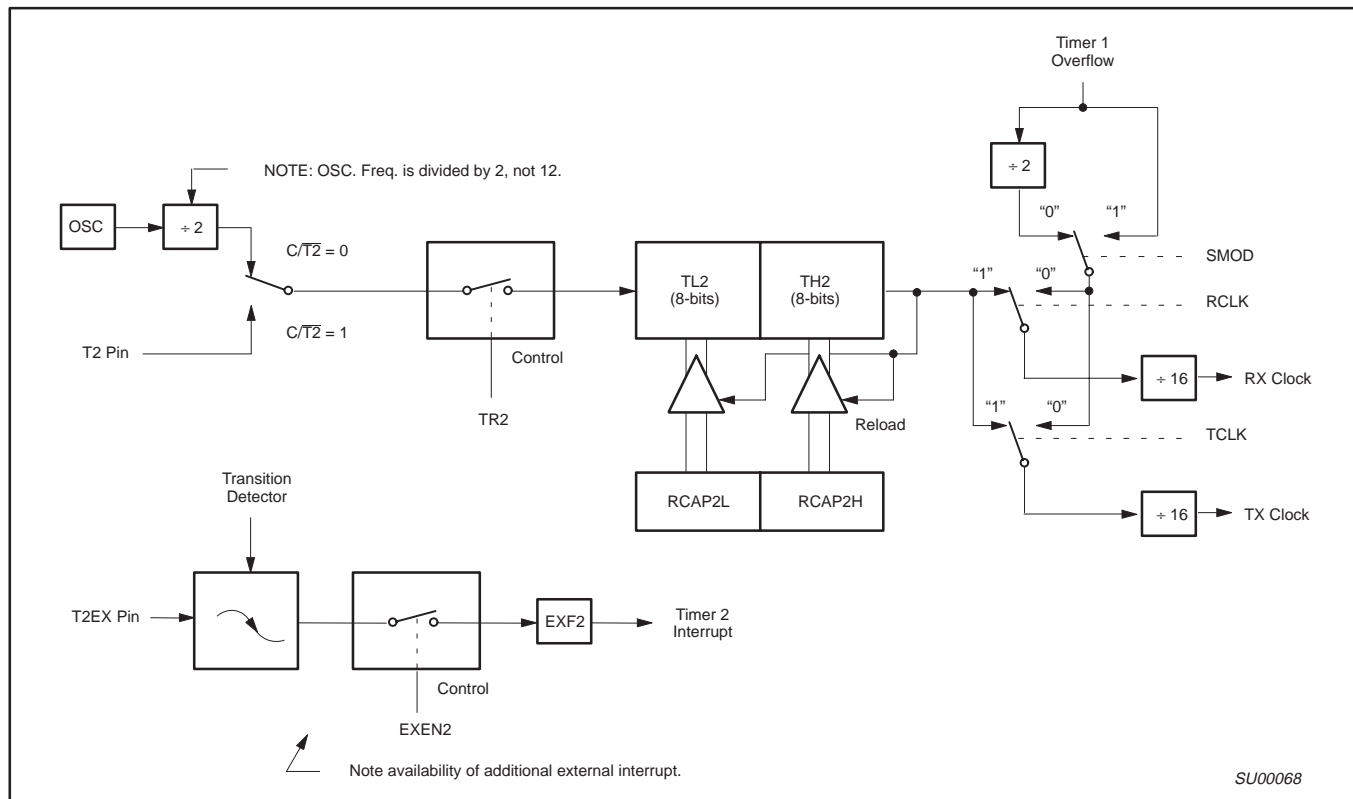 Timer 1
Overflow
÷ 2
NOTE: OSC. Freq. is divided by 2, not 12.
“0”
“1”
OSC
÷ 2
C/T̅2̅ = 0
SMOD
TL2
(8-bits)
TH2
(8-bits)
“1”
“0”
RCLK
C/T̅2̅ = 1
T2 Pin
Control
÷ 16
RX Clock
TR2
“1”
“0”
Reload
TCLK
Transition
Detector
RCAP2L
RCAP2H
÷ 16
TX Clock
T2EX Pin
EXF2
Timer 2
Interrupt
Control
EXEN2
Note availability of additional external interrupt.
SU00068